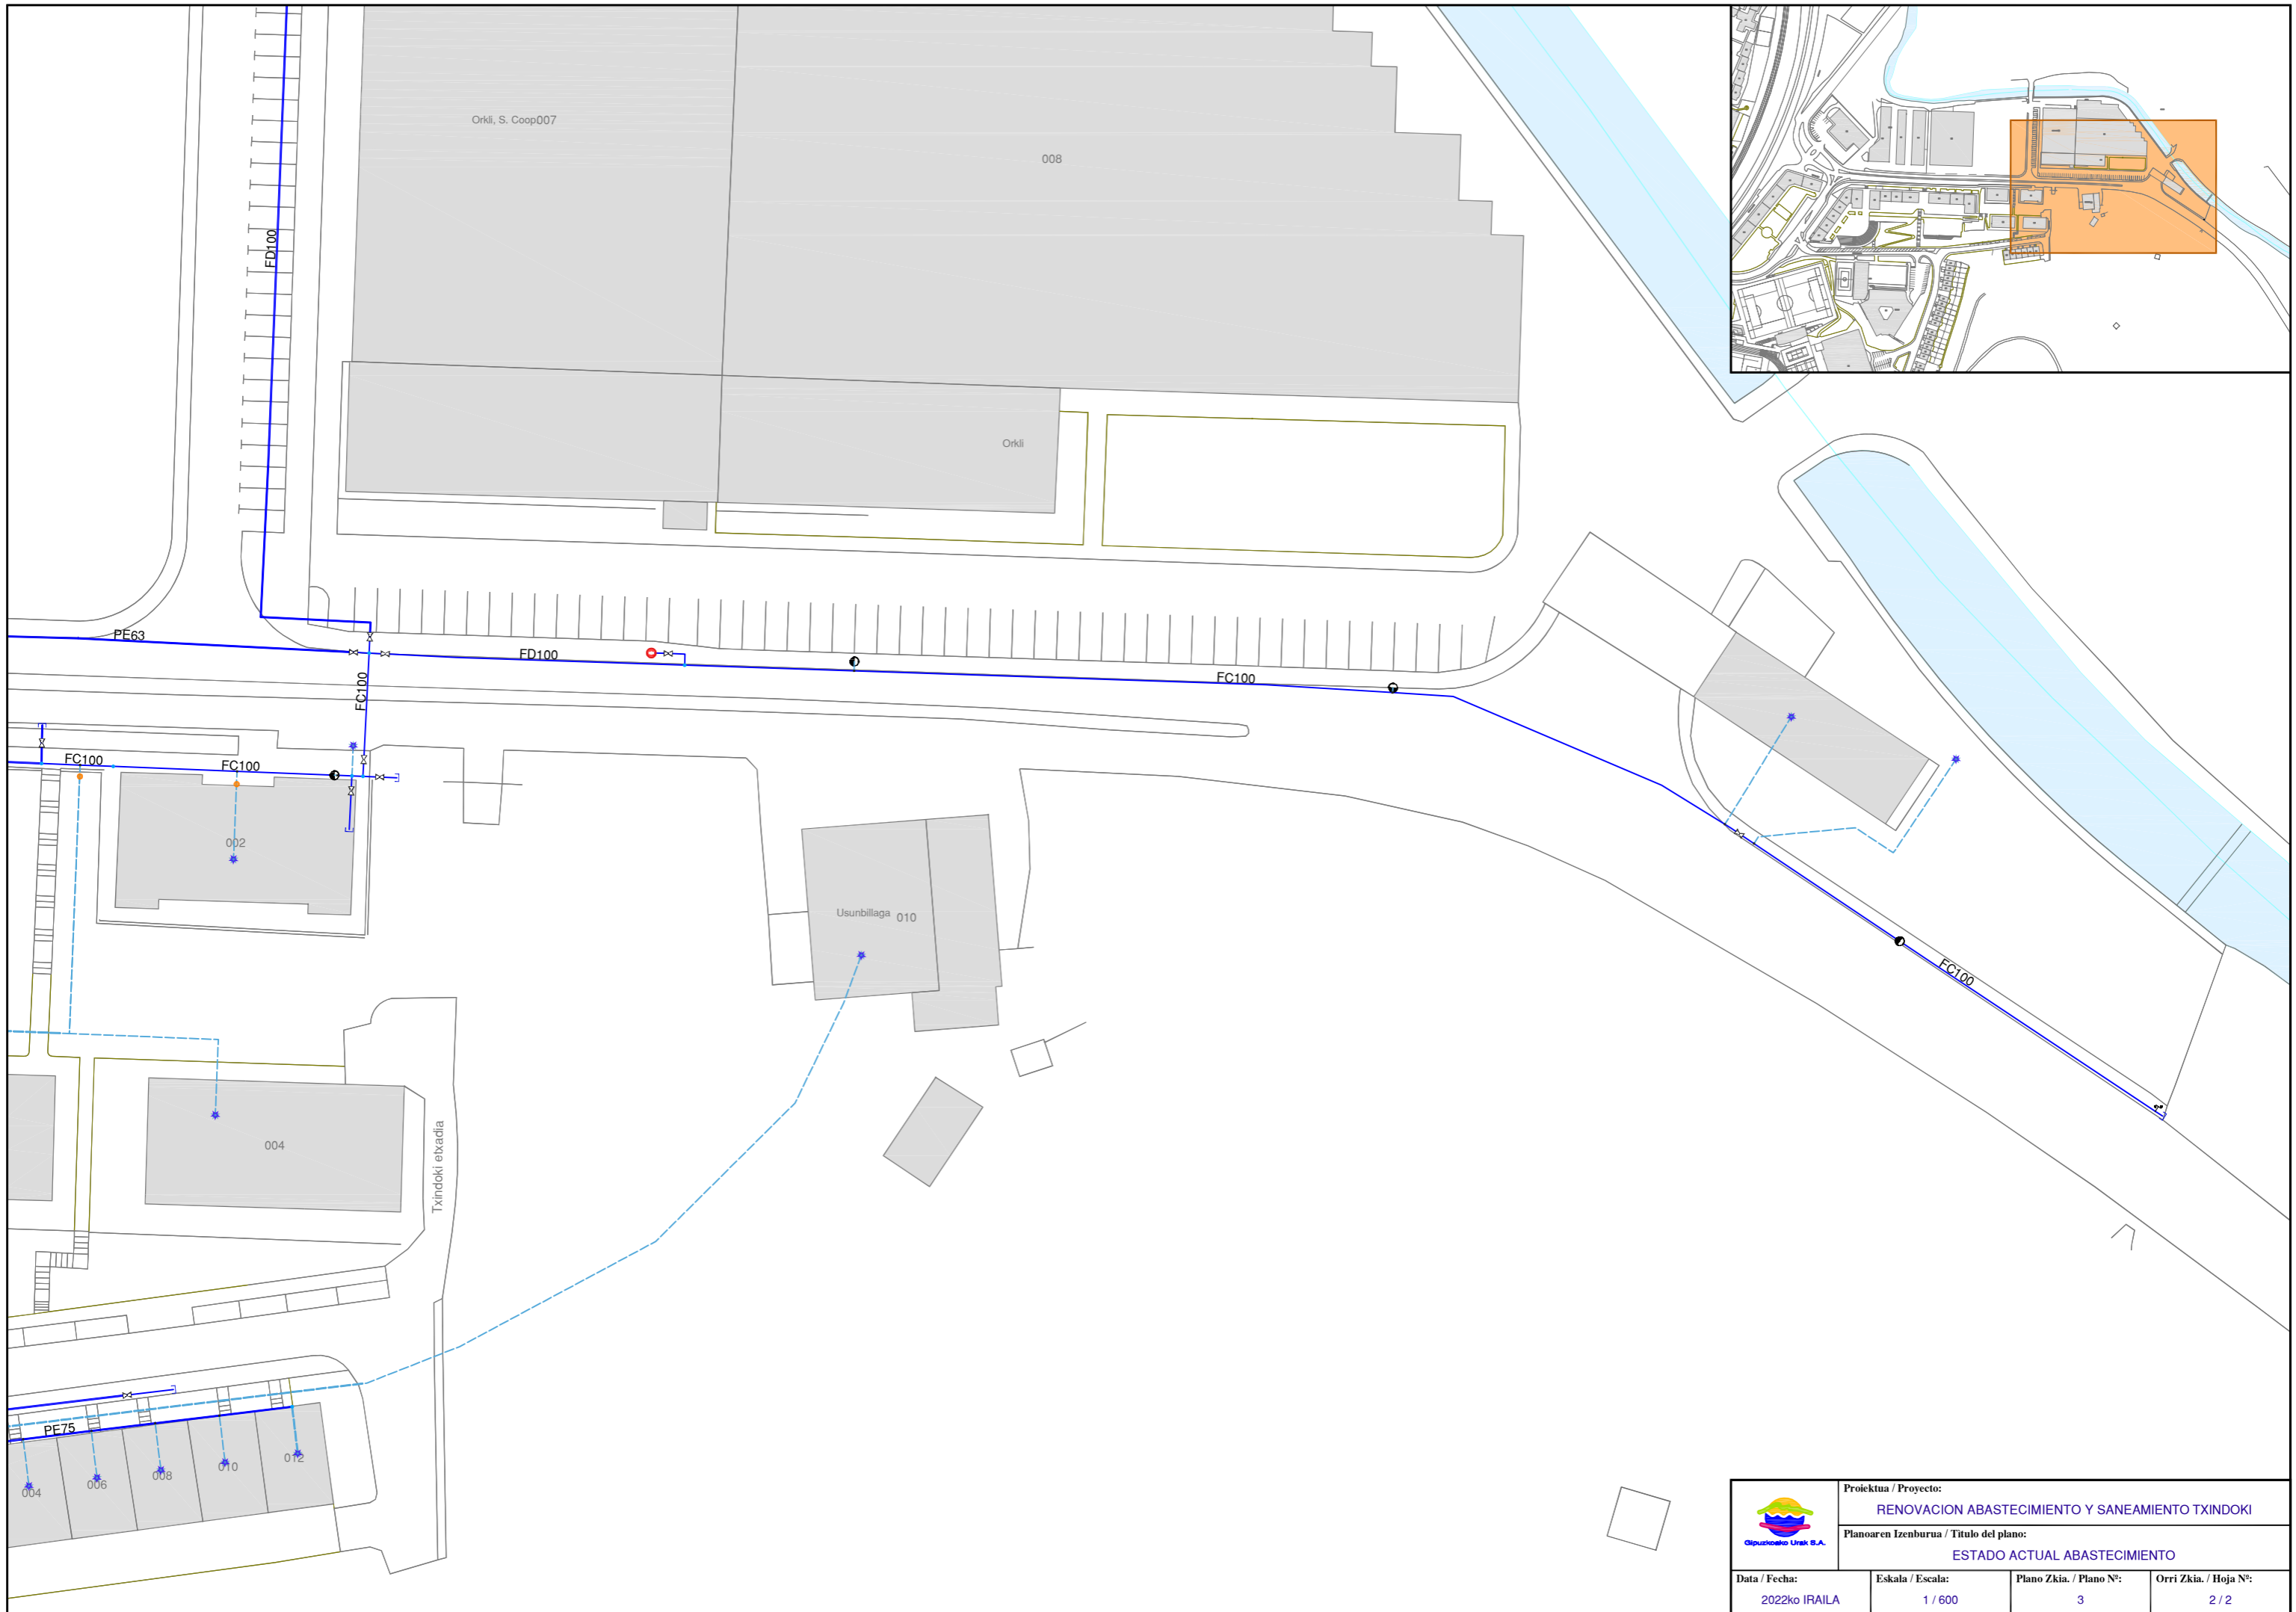 Orkli, S. Coop007
008
FD100
Orkli
PE63
FD100
FC100
FC100
FC100
FC100
002
Usunbillaga 010
FC100
004
Txindoki etxadia
PE75
004
006
008
010
012
Gipuzkoako Urak S.A.
Proiektua / Proyecto:
RENOVACION ABASTECIMIENTO Y SANEAMIENTO TXINDOKI
Planoaren Izenburua / Titulo del plano:
ESTADO ACTUAL ABASTECIMIENTO
Data / Fecha:
2022ko IRAILA
Eskala / Escala:
1 / 600
Plano Zkia. / Plano Nº:
3
Orri Zkia. / Hoja Nº:
2 / 2